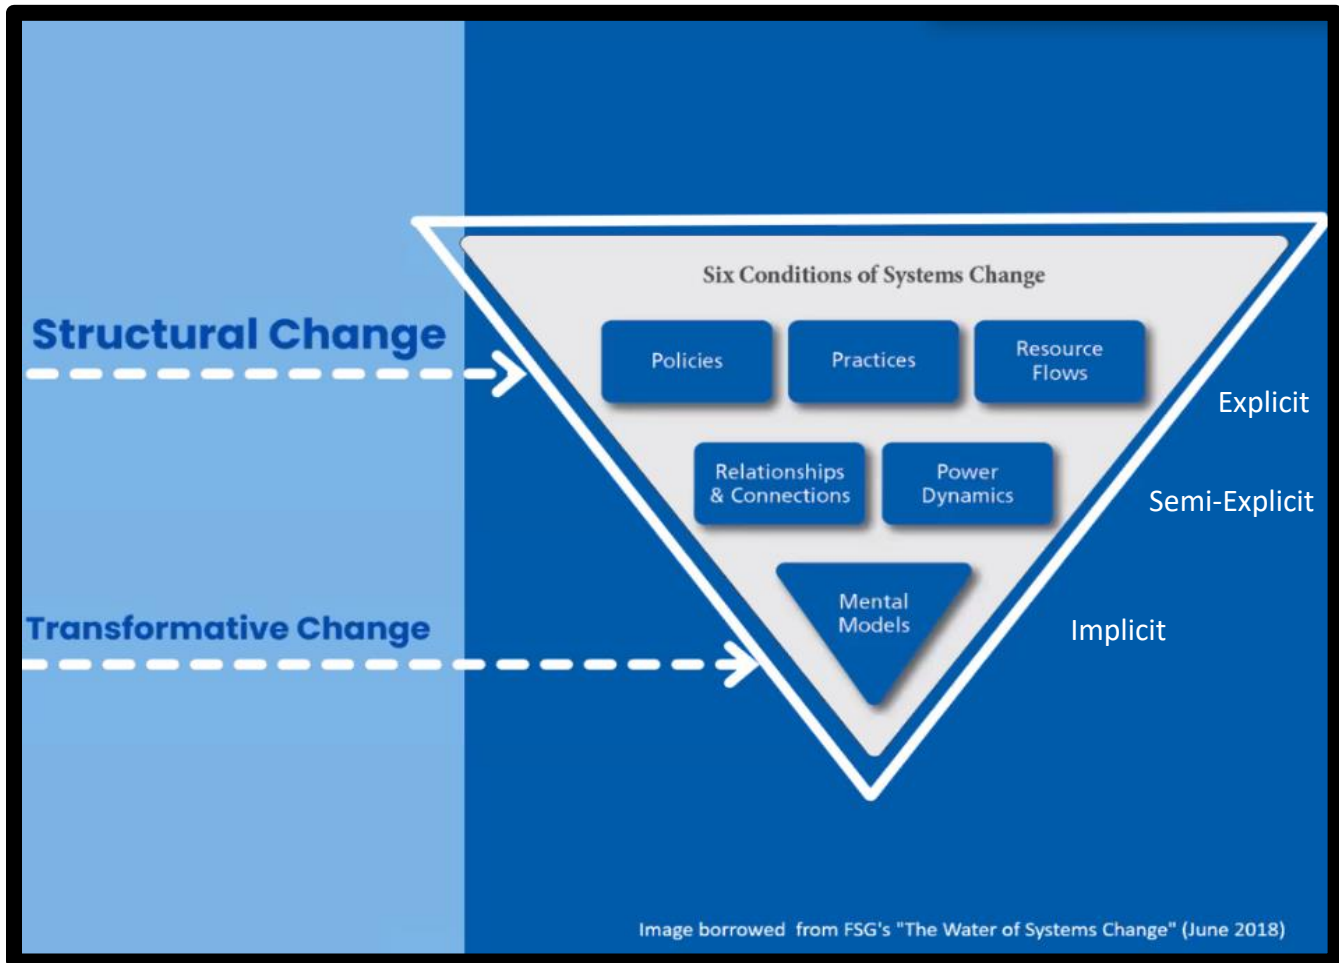 Six Conditions of Systems Change
Structural Change
Policies
Practices
Resource
Flows
Explicit
Relationships
& Connections
Power
Dynamics
Semi-Explicit
Transformative Change
Mental
Models
Implicit
Image borrowed from FSG's "The Water of Systems Change" (June 2018)